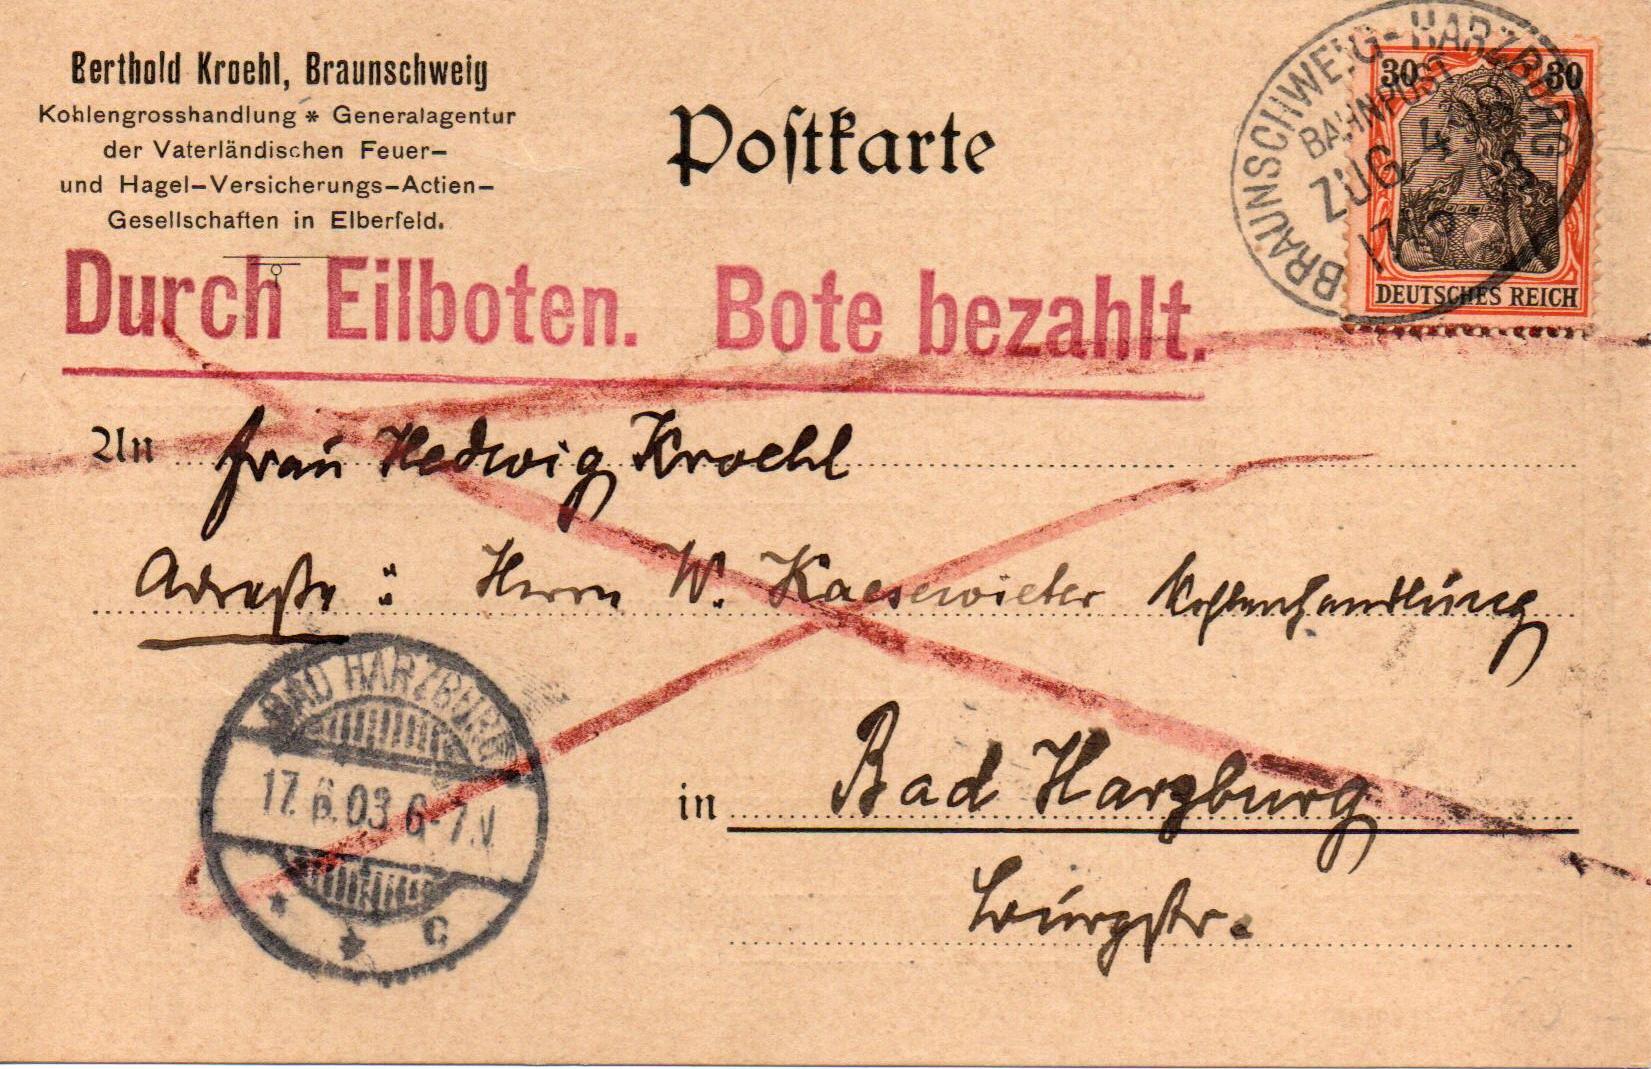 Berthold Kroehl, Braunschweig
Kohlengrosshandlung * Generalagentur
der Vaterländischen Feuer-
und Hagel-Versicherungs-Actien-
Gesellschaften in Elberfeld.
Postkarte
BRAUNSCHWEIG-HARZBURG
BAHNPOST
ZUG 4
30 30
DEUTSCHES REICH
Durch Eilboten. Bote bezahlt.
An Frau Hedwig Kroehl
Adresse: Herrn W. Kaesewieter Kohlenhandlung
BAD HARZBURG
17.6.03 6-7.V.
* * c
in Bad Harzburg
Burgstr.